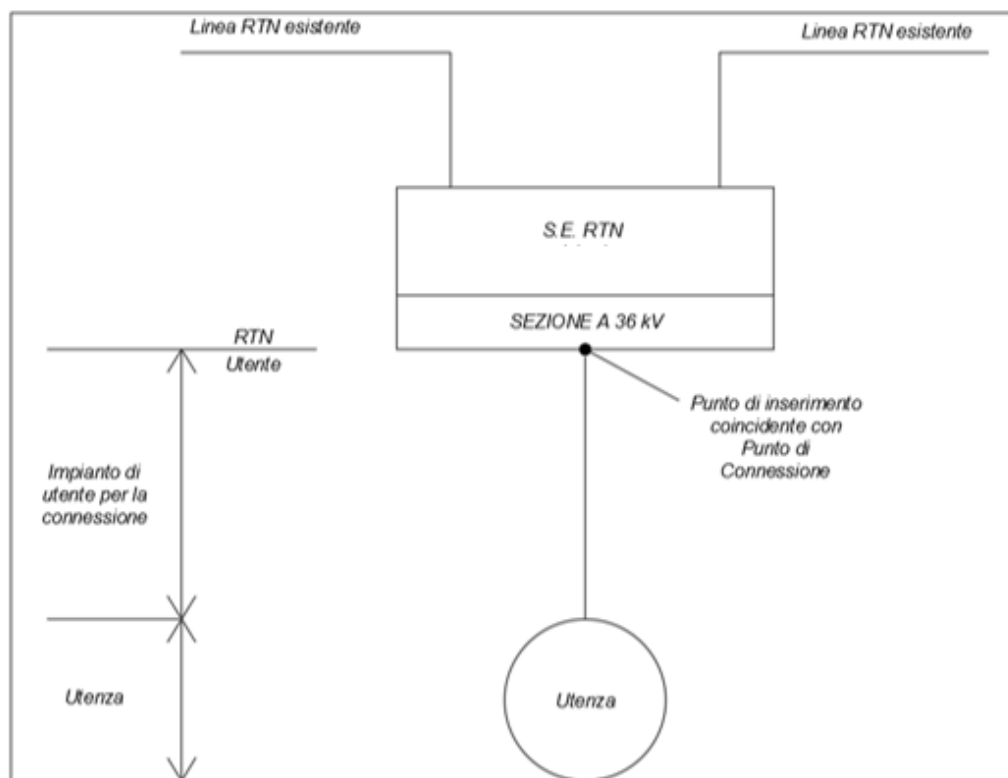 Linea RTN esistente
Linea RTN esistente
S.E. RTN
SEZIONE A 36 kV
RTN
Utente
Punto di inserimento
coincidente con
Punto di
Connessione
Impianto di
utente per la
connessione
Utenza
Utenza